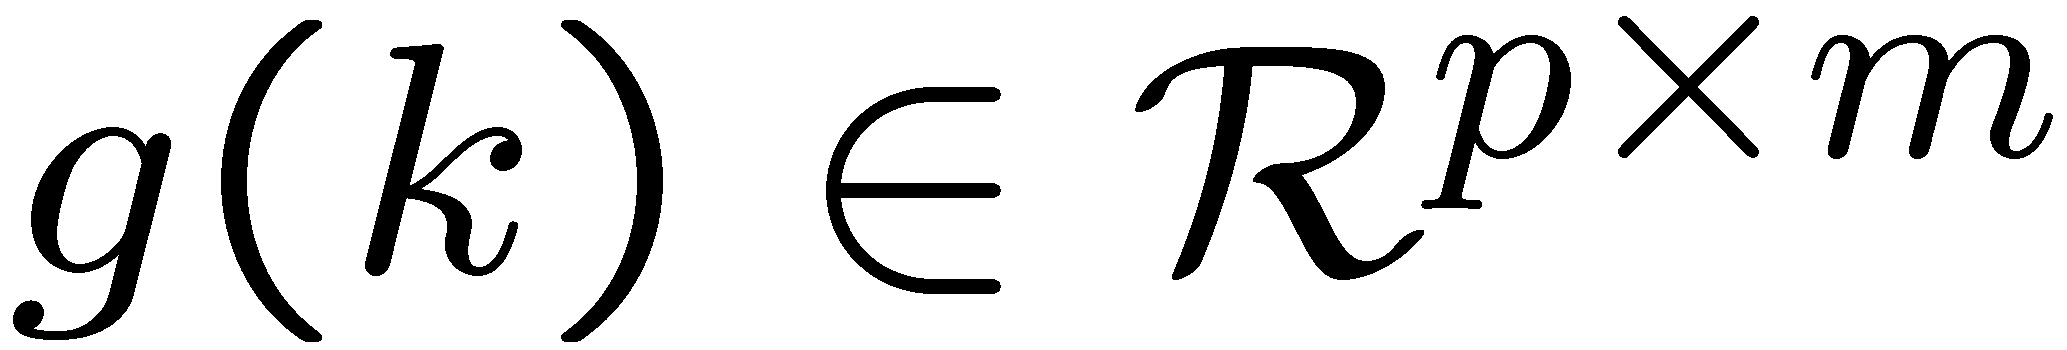 g(k) ∈ ℛ^{p×m}